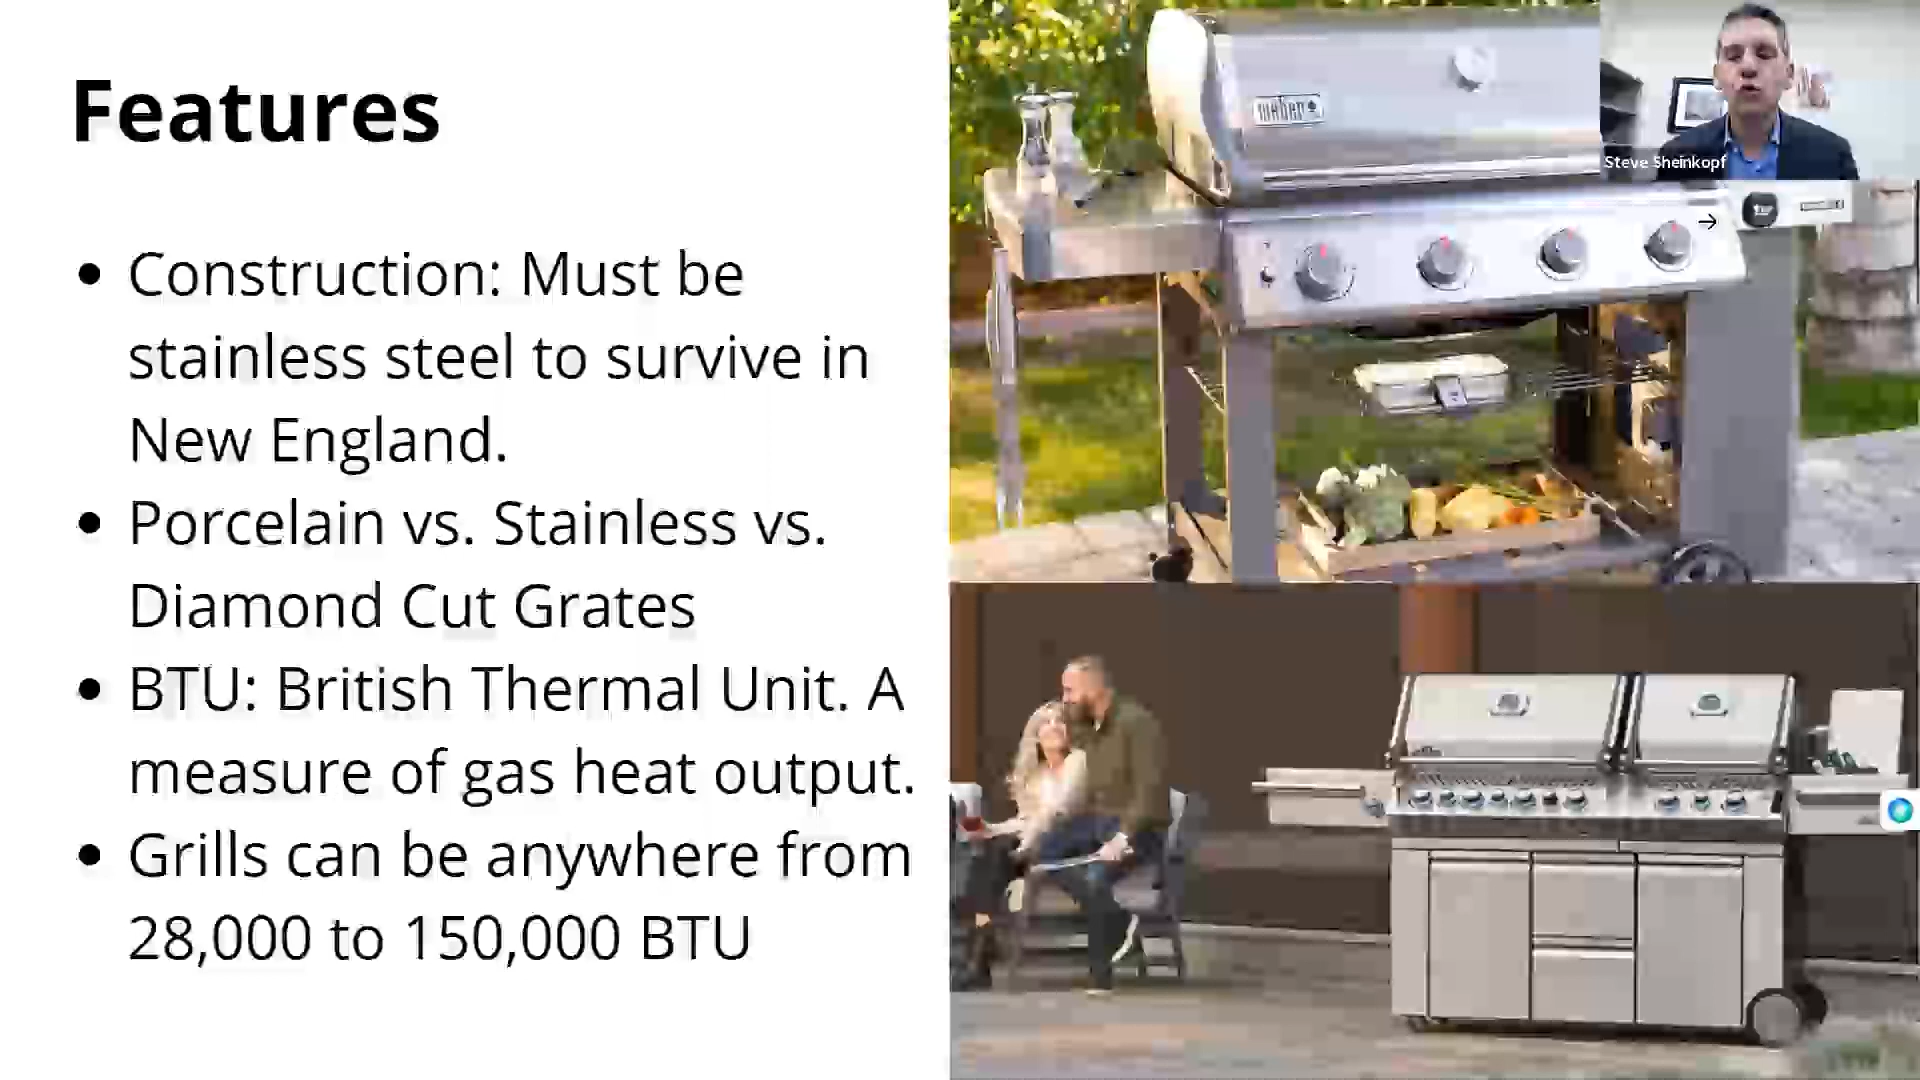 Features
• Construction: Must be
stainless steel to survive in
New England.
• Porcelain vs. Stainless vs.
Diamond Cut Grates
• BTU: British Thermal Unit. A
measure of gas heat output.
• Grills can be anywhere from
28,000 to 150,000 BTU
weber
Steve Sheinkopf